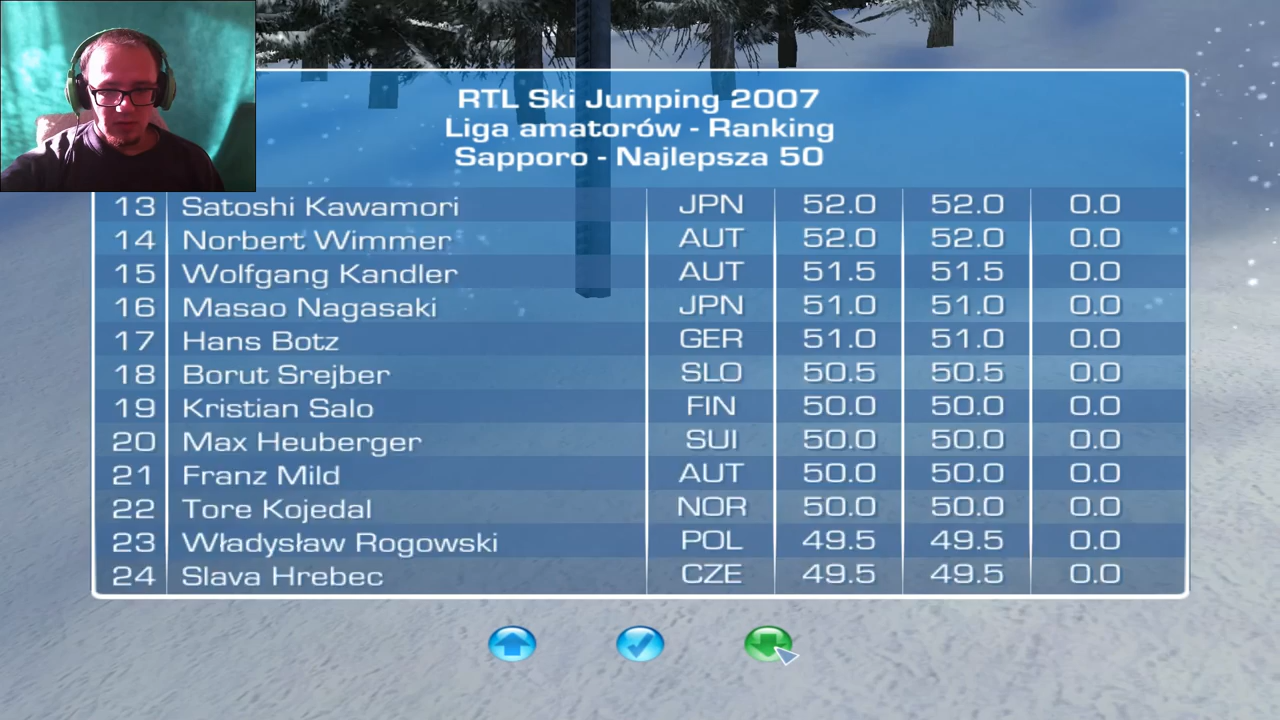 RTL Ski Jumping 2007
Liga amatorów - Ranking
Sapporo - Najlepsza 50
13 Satoshi Kawamori JPN 52.0 52.0 0.0
14 Norbert Wimmer AUT 52.0 52.0 0.0
15 Wolfgang Kandler AUT 51.5 51.5 0.0
16 Masao Nagasaki JPN 51.0 51.0 0.0
17 Hans Botz GER 51.0 51.0 0.0
18 Borut Srejber SLO 50.5 50.5 0.0
19 Kristian Salo FIN 50.0 50.0 0.0
20 Max Heuberger SUI 50.0 50.0 0.0
21 Franz Mild AUT 50.0 50.0 0.0
22 Tore Kojedal NOR 50.0 50.0 0.0
23 Władysław Rogowski POL 49.5 49.5 0.0
24 Slava Hrebec CZE 49.5 49.5 0.0